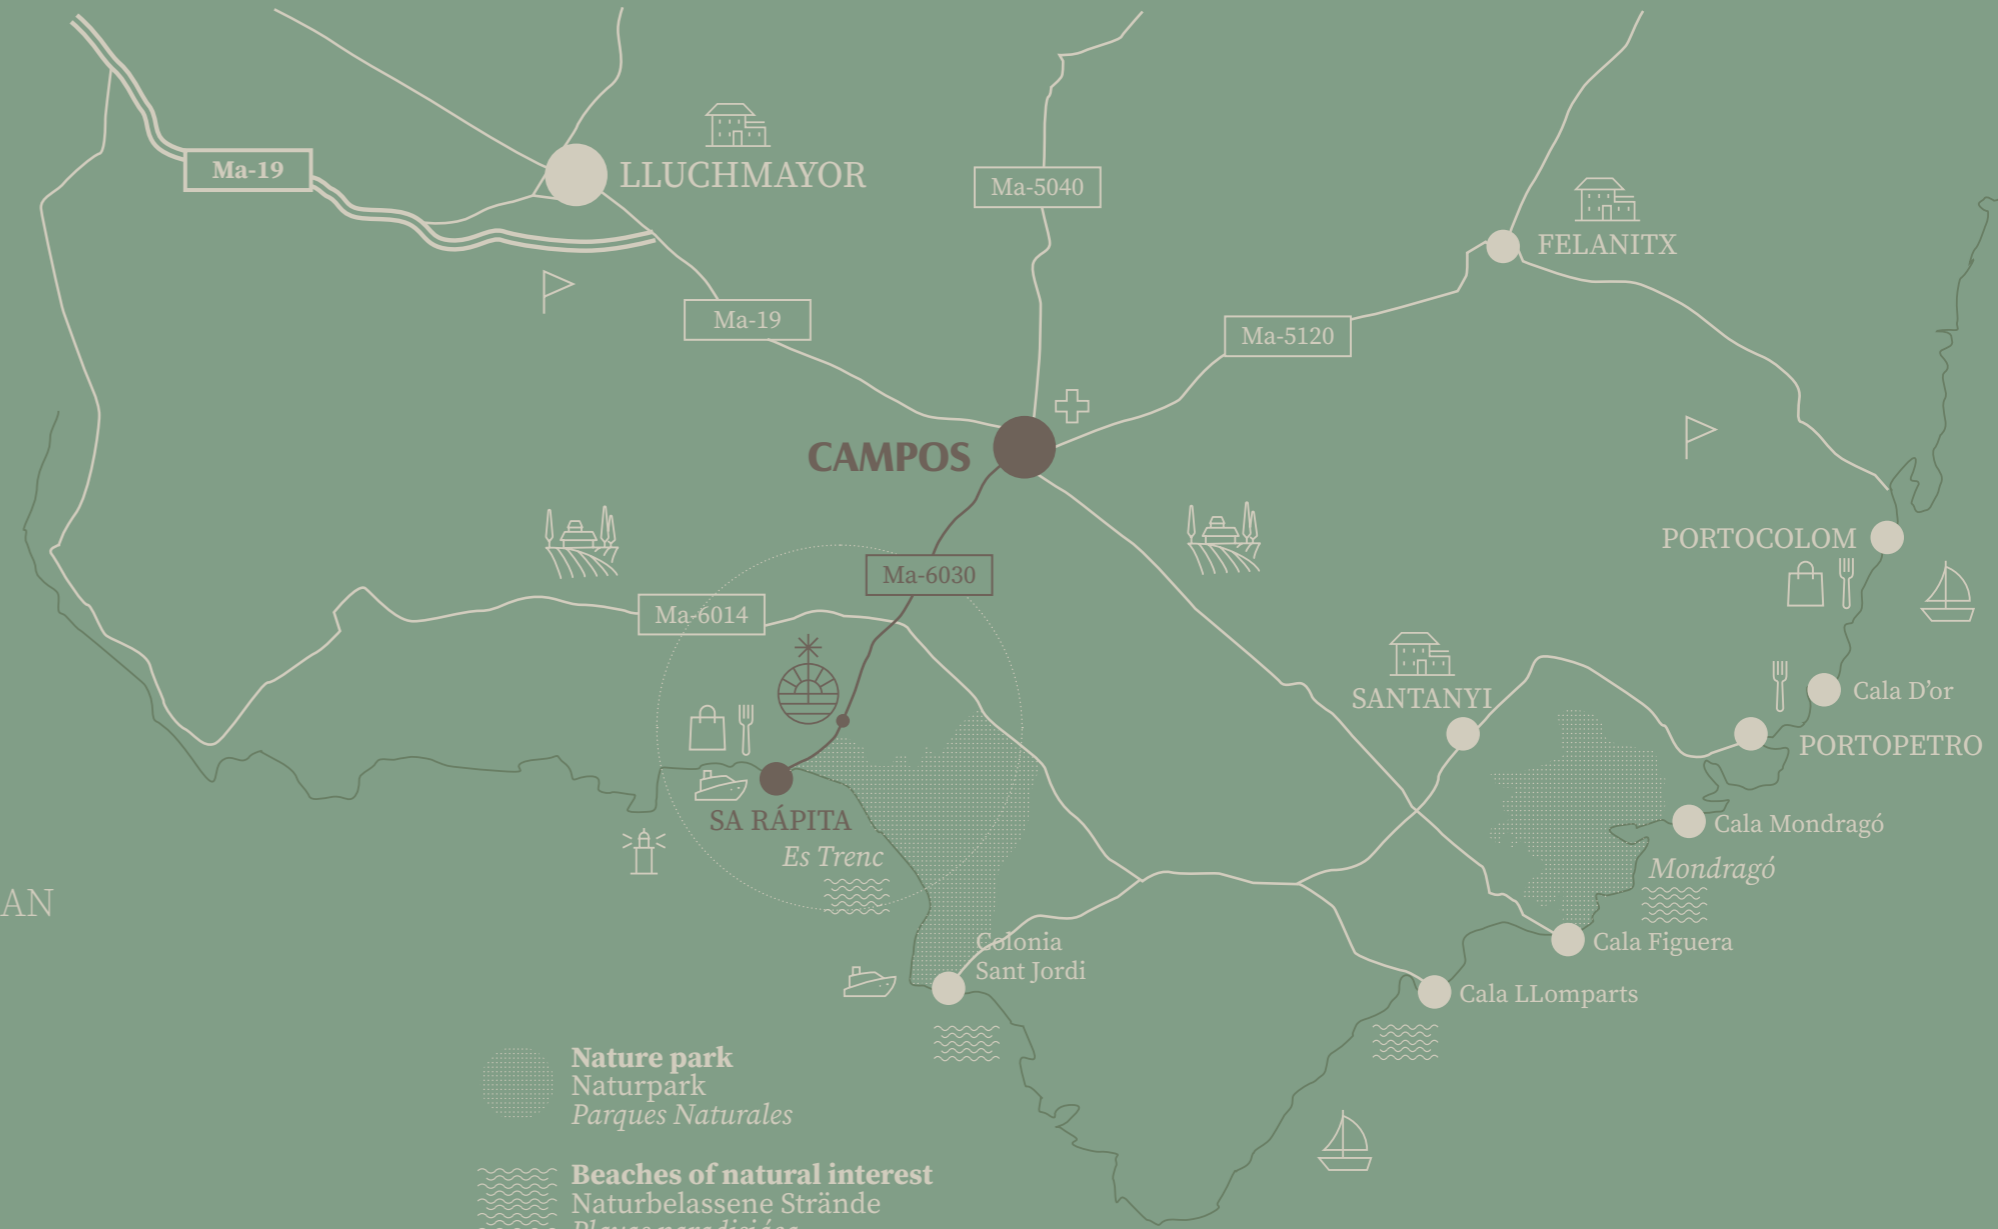 Ma-19
LLUCHMAYOR
Ma-5040
FELANITX
Ma-19
Ma-5120
CAMPOS
PORTOCOLOM
Ma-6030
Ma-6014
SANTANYI
Cala D'or
PORTOPETRO
SA RÁPITA
Cala Mondragó
Es Trenc
Mondragó
AN
Colonia
Sant Jordi
Cala Figuera
Cala LLomparts
Nature park
Naturpark
Parques Naturales
Beaches of natural interest
Naturbelassene Strände